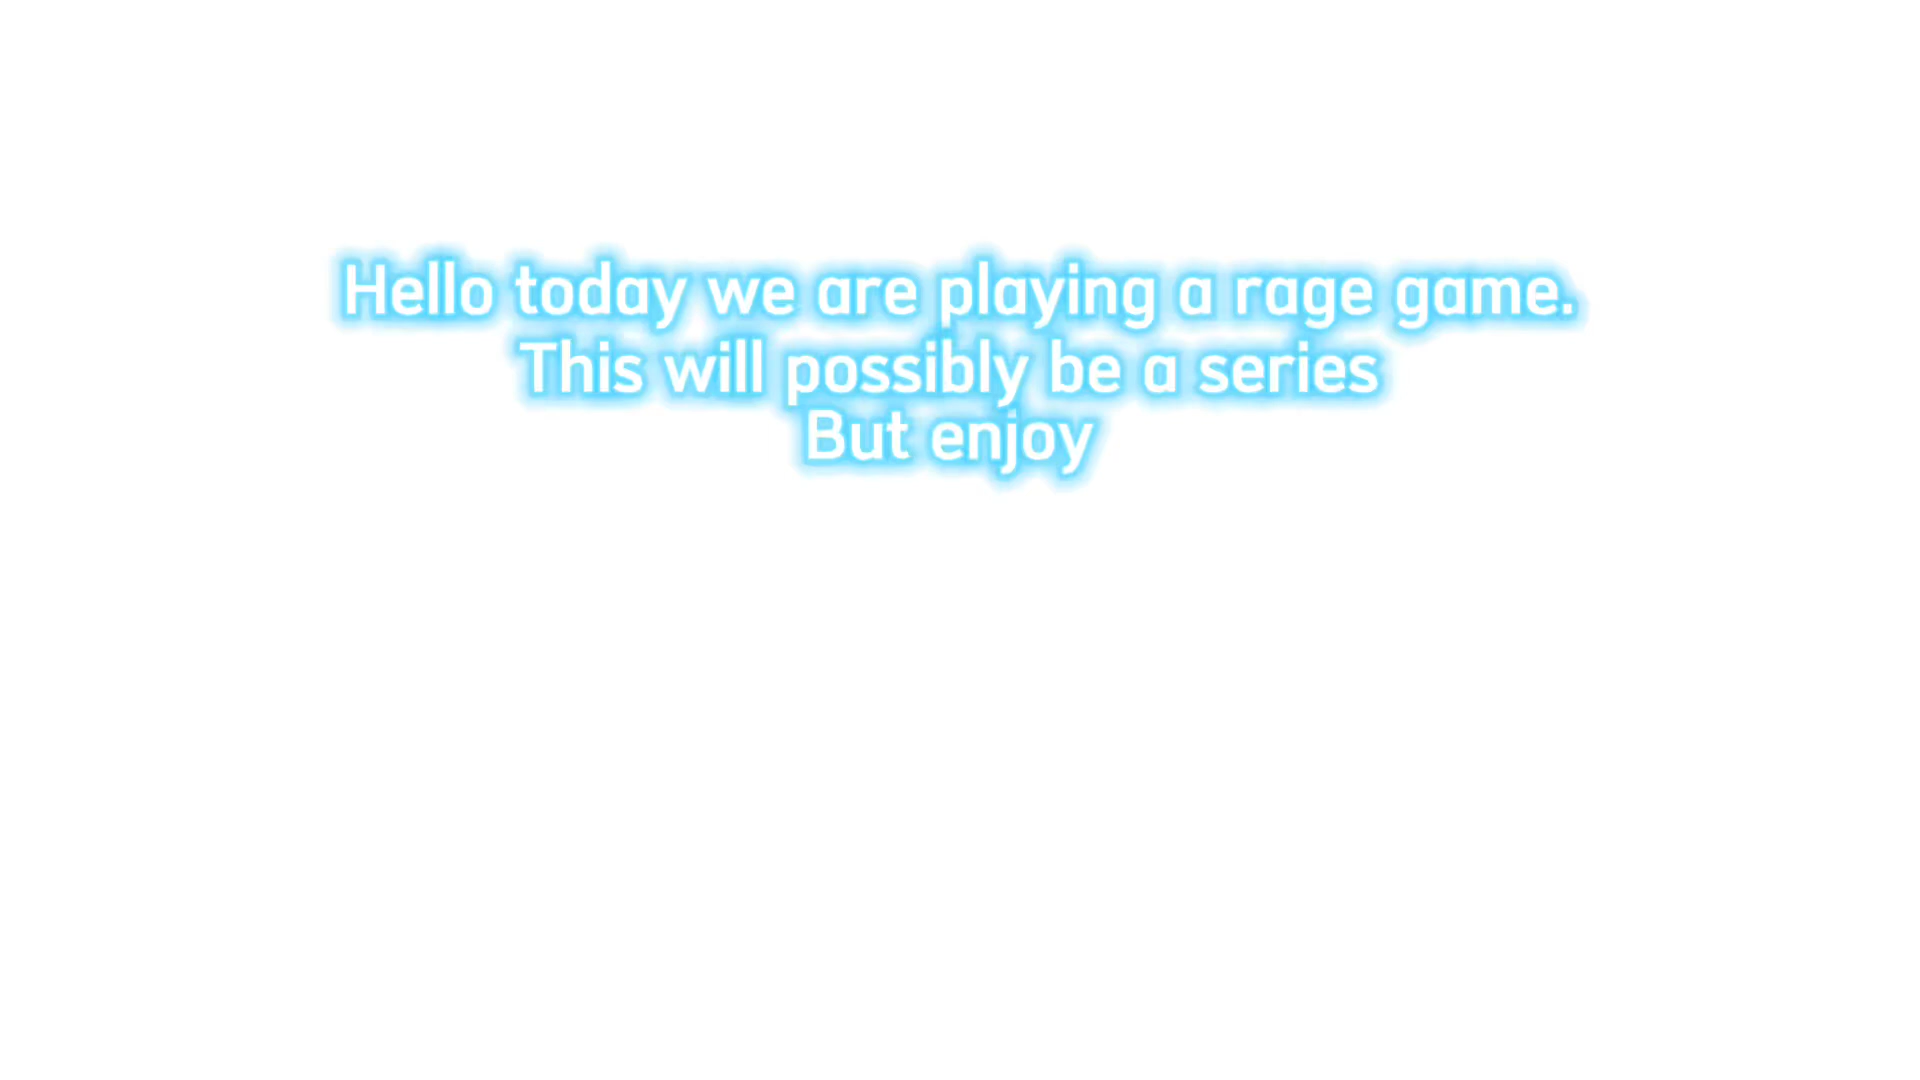 Hello today we are playing a rage game.
This will possibly be a series
But enjoy